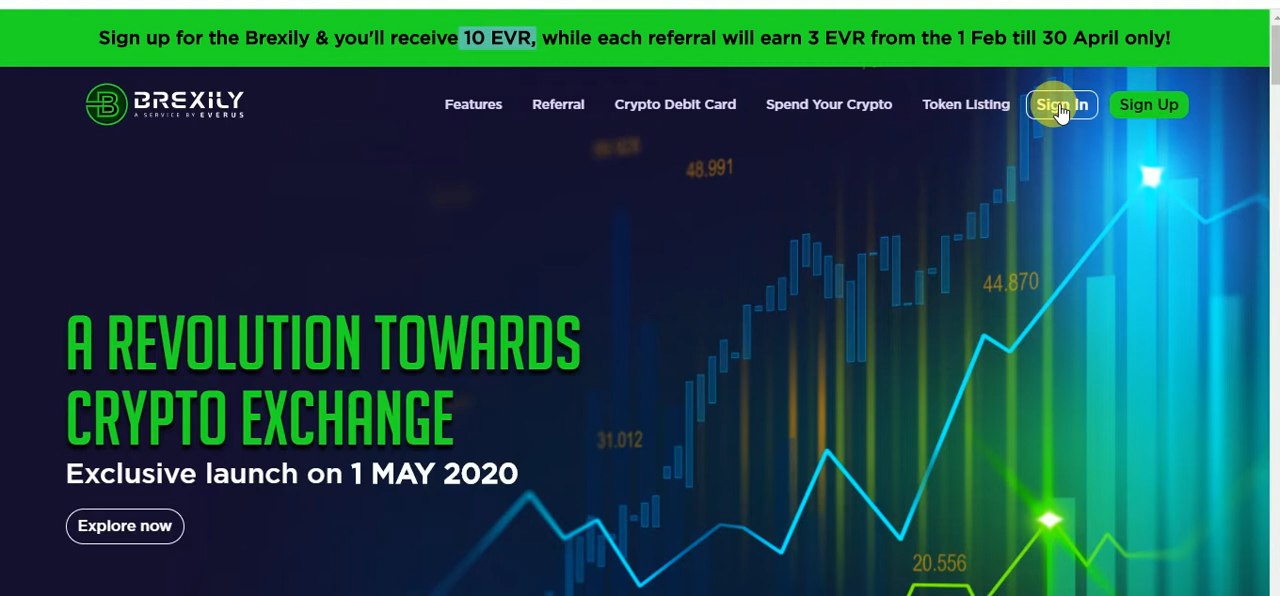 Sign up for the Brexily & you'll receive 10 EVR, while each referral will earn 3 EVR from the 1 Feb till 30 April only!
BREXILY
A SERVICE BY EVERUS
Features
Referral
Crypto Debit Card
Spend Your Crypto
Token Listing
Sign In
Sign Up
48.991
44.870
A REVOLUTION TOWARDS
CRYPTO EXCHANGE
31.012
Exclusive launch on 1 MAY 2020
Explore now
20.556